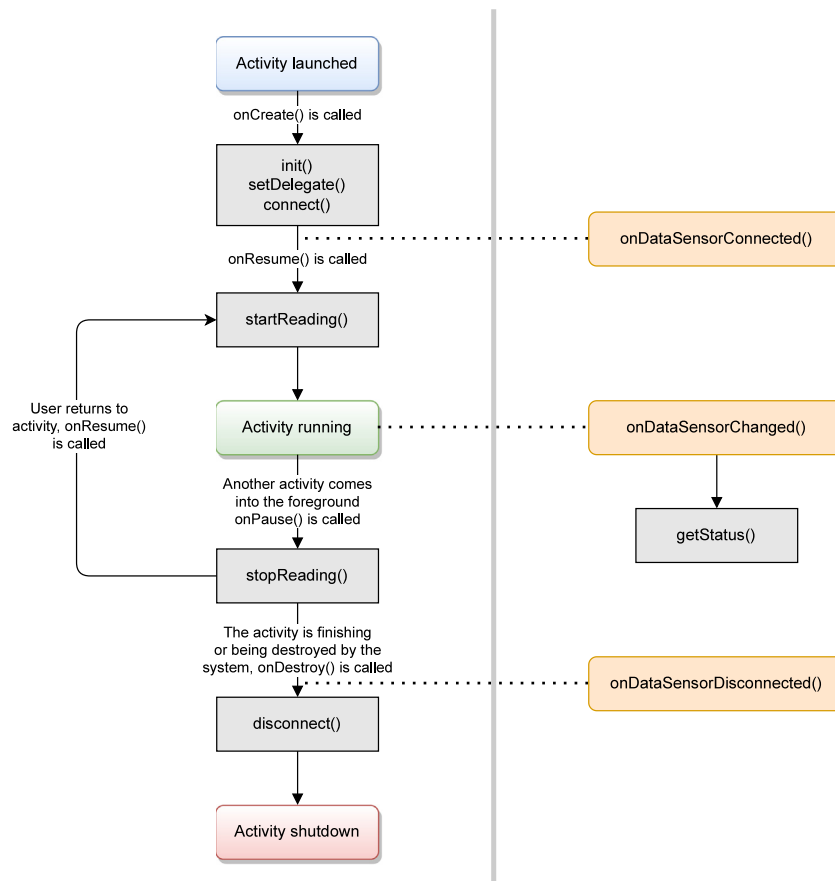 Activity launched
onCreate() is called
init()
setDelegate()
connect()
onDataSensorConnected()
onResume() is called
startReading()
User returns to
activity, onResume()
is called
Activity running
onDataSensorChanged()
Another activity comes
into the foreground
onPause() is called
getStatus()
stopReading()
The activity is finishing
or being destroyed by the
system, onDestroy() is called
onDataSensorDisconnected()
disconnect()
Activity shutdown